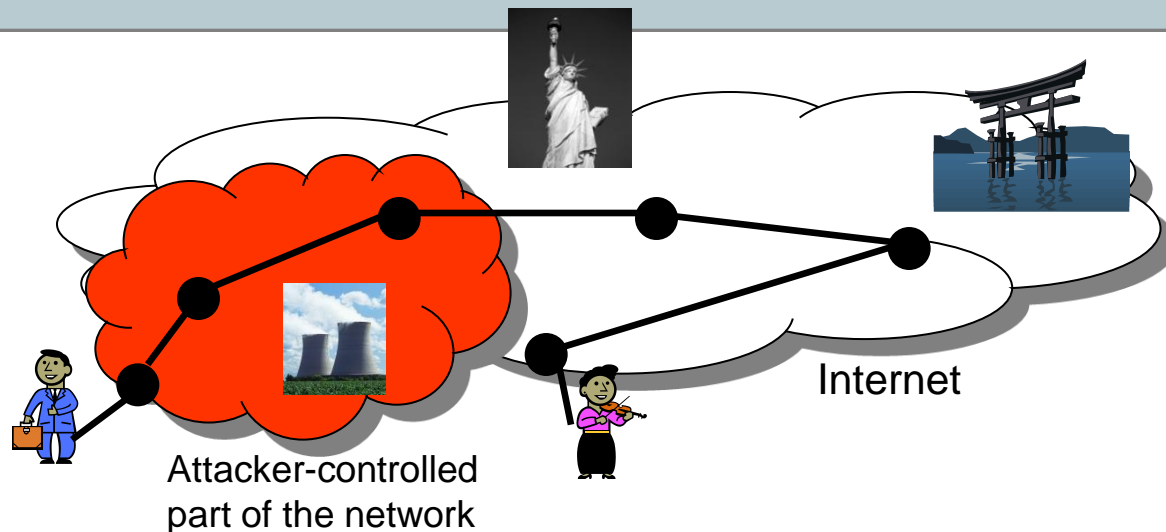 Internet
Attacker-controlled
part of the network